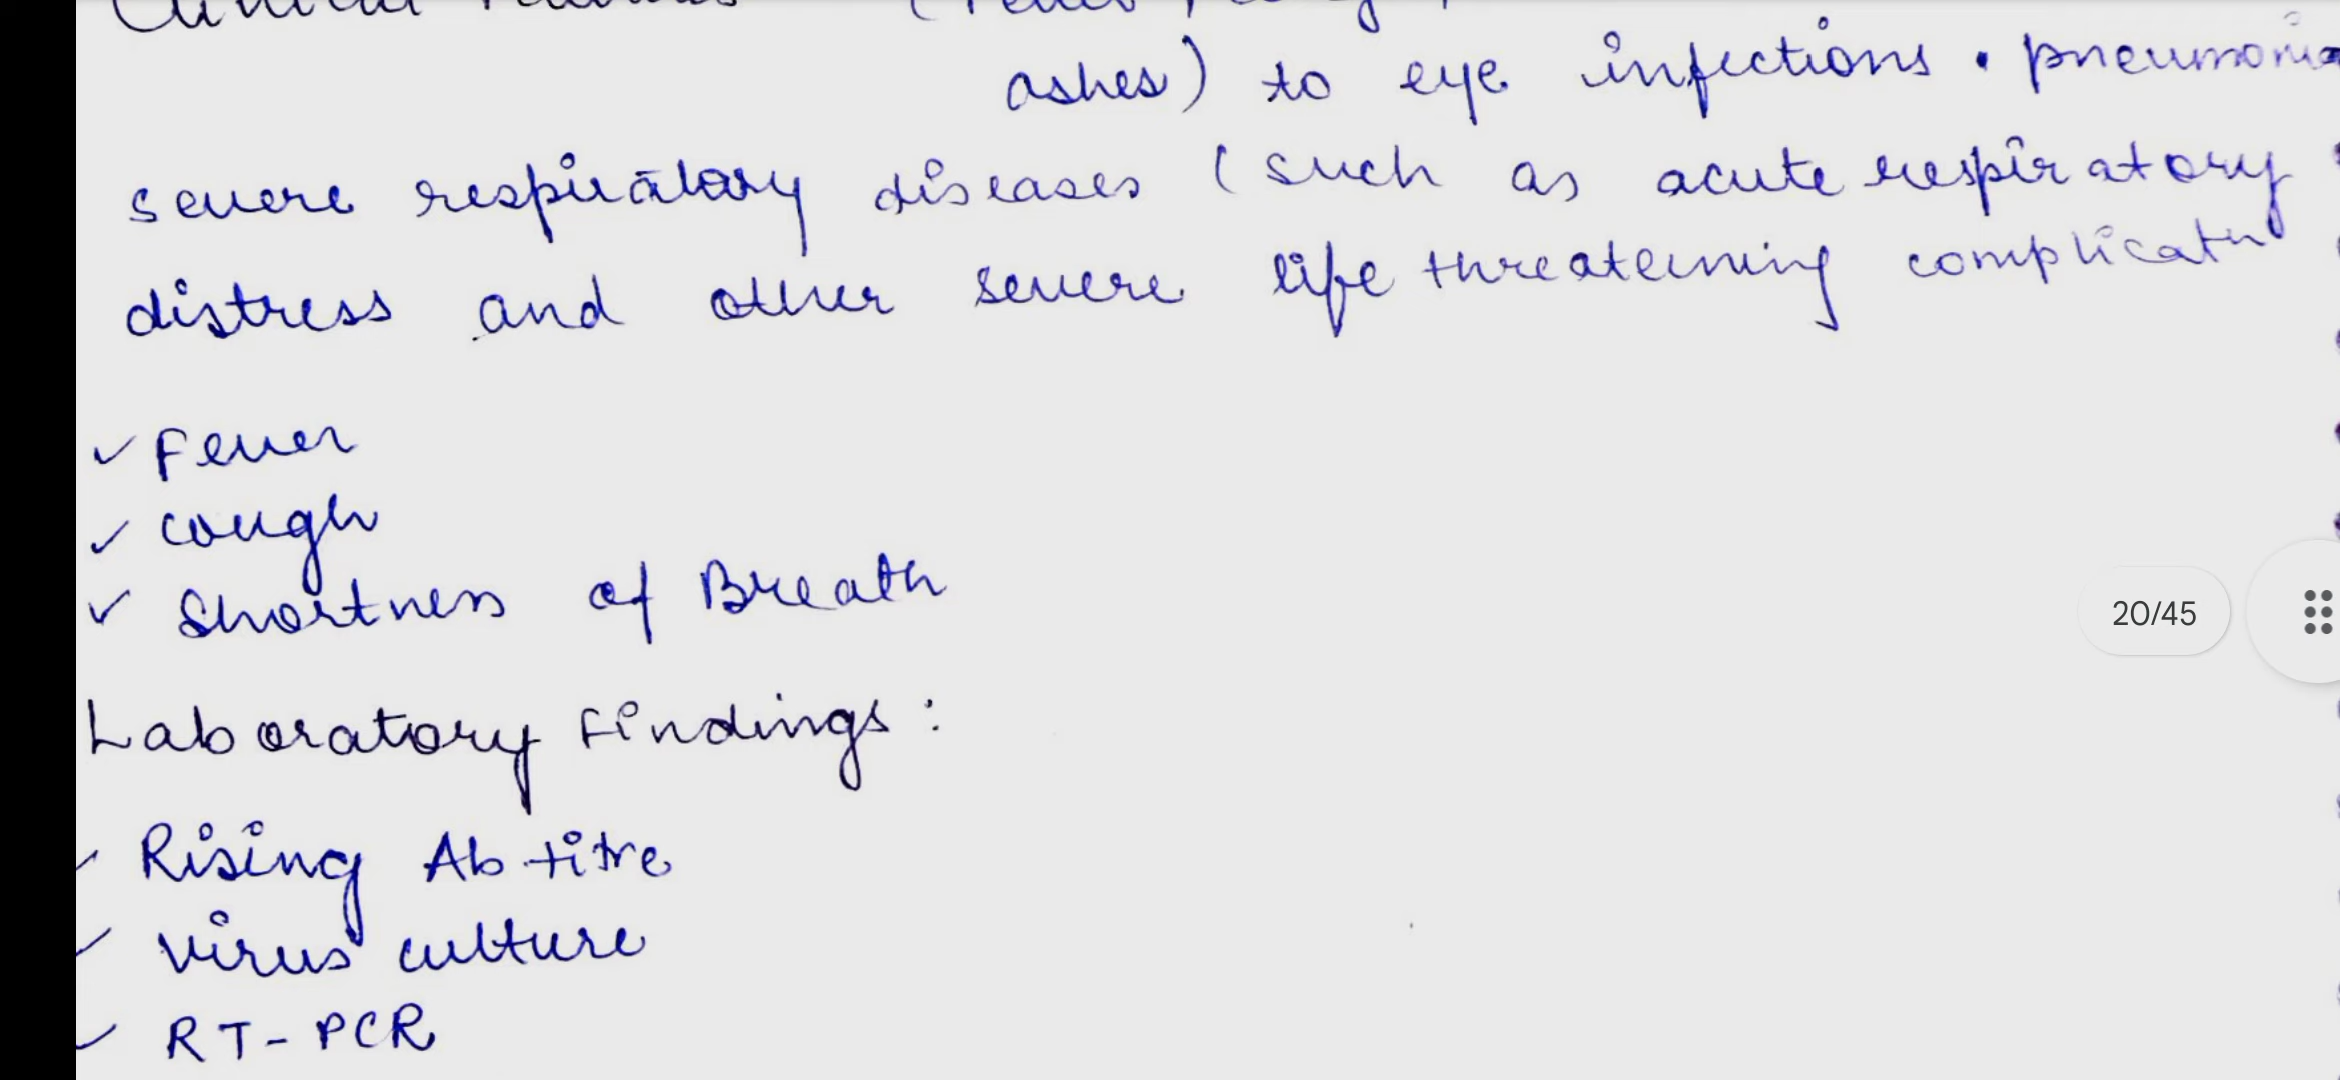 ashes) to eye infections . pneumonia
severe respiratory diseases (such as acute respiratory
distress and other severe life threatening complicatn
✓ Fever
✓ cough
✓ Shortness of Breath
Laboratory Findings :
✓ Rising Ab titre
✓ Virus culture
✓ RT-PCR
20/45